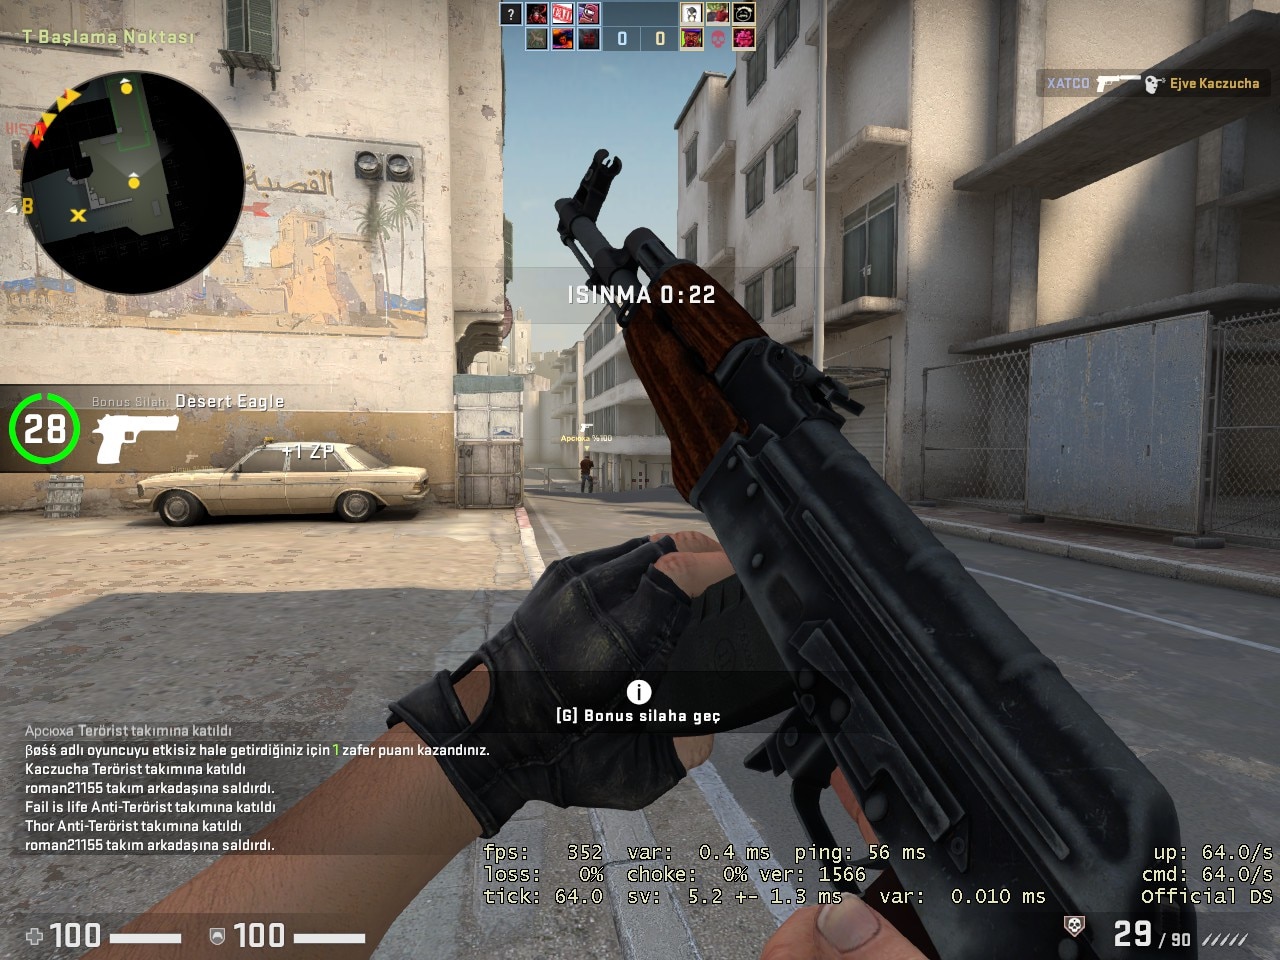 ?
T Başlama Noktası
0 0
XATCO Ejve Kaczucha
B
القصبة
ISINMA 0:22
28
Bonus Silah: Desert Eagle
+1 ZP
Арсюха %100
[G] Bonus silaha geç
Арсюха Terörist takımına katıldı
βøśś adlı oyuncuyu etkisiz hale getirdiğiniz için 1 zafer puanı kazandınız.
Kaczucha Terörist takımına katıldı
roman21155 takım arkadaşına saldırdı.
Fail is life Anti-Terörist takımına katıldı
Thor Anti-Terörist takımına katıldı
roman21155 takım arkadaşına saldırdı.
fps: 352 var: 0.4 ms ping: 56 ms
up: 64.0/s
loss: 0% choke: 0% ver: 1566
cmd: 64.0/s
tick: 64.0 sv: 5.2 +- 1.3 ms var: 0.010 ms
Official DS
100 100
29 / 90